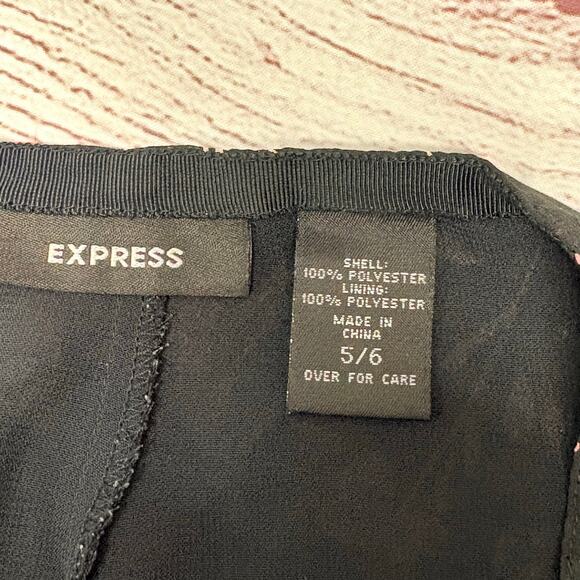 EXPRESS
SHELL:
100% POLYESTER
LINING:
100% POLYESTER
MADE IN
CHINA
5/6
OVER FOR CARE